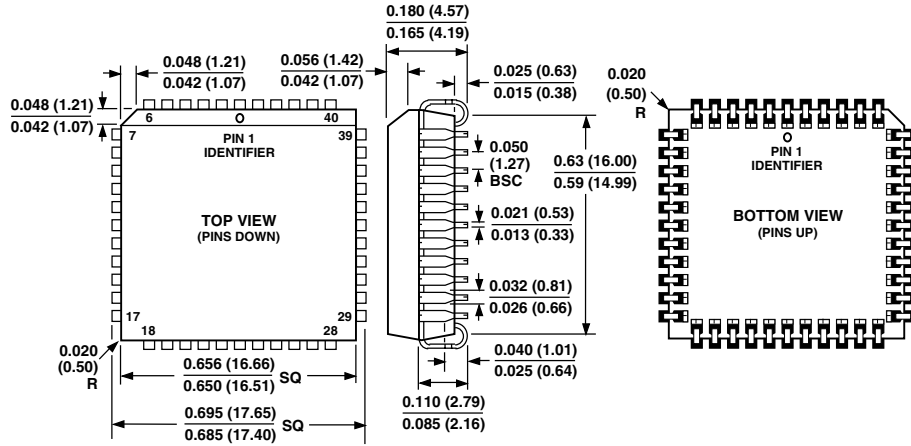 0.180 (4.57)
0.165 (4.19)
0.048 (1.21)
0.042 (1.07)
0.056 (1.42)
0.042 (1.07)
0.025 (0.63)
0.015 (0.38)
0.020
(0.50)
R
0.048 (1.21)
0.042 (1.07)
6
40
7
39
PIN 1
IDENTIFIER
TOP VIEW
(PINS DOWN)
17
29
18
28
0.050
(1.27)
BSC
0.63 (16.00)
0.59 (14.99)
0.021 (0.53)
0.013 (0.33)
0.032 (0.81)
0.026 (0.66)
0.040 (1.01)
0.025 (0.64)
0.110 (2.79)
0.085 (2.16)
PIN 1
IDENTIFIER
BOTTOM VIEW
(PINS UP)
0.020
(0.50)
R
0.656 (16.66)
0.650 (16.51)
SQ
0.695 (17.65)
0.685 (17.40)
SQ